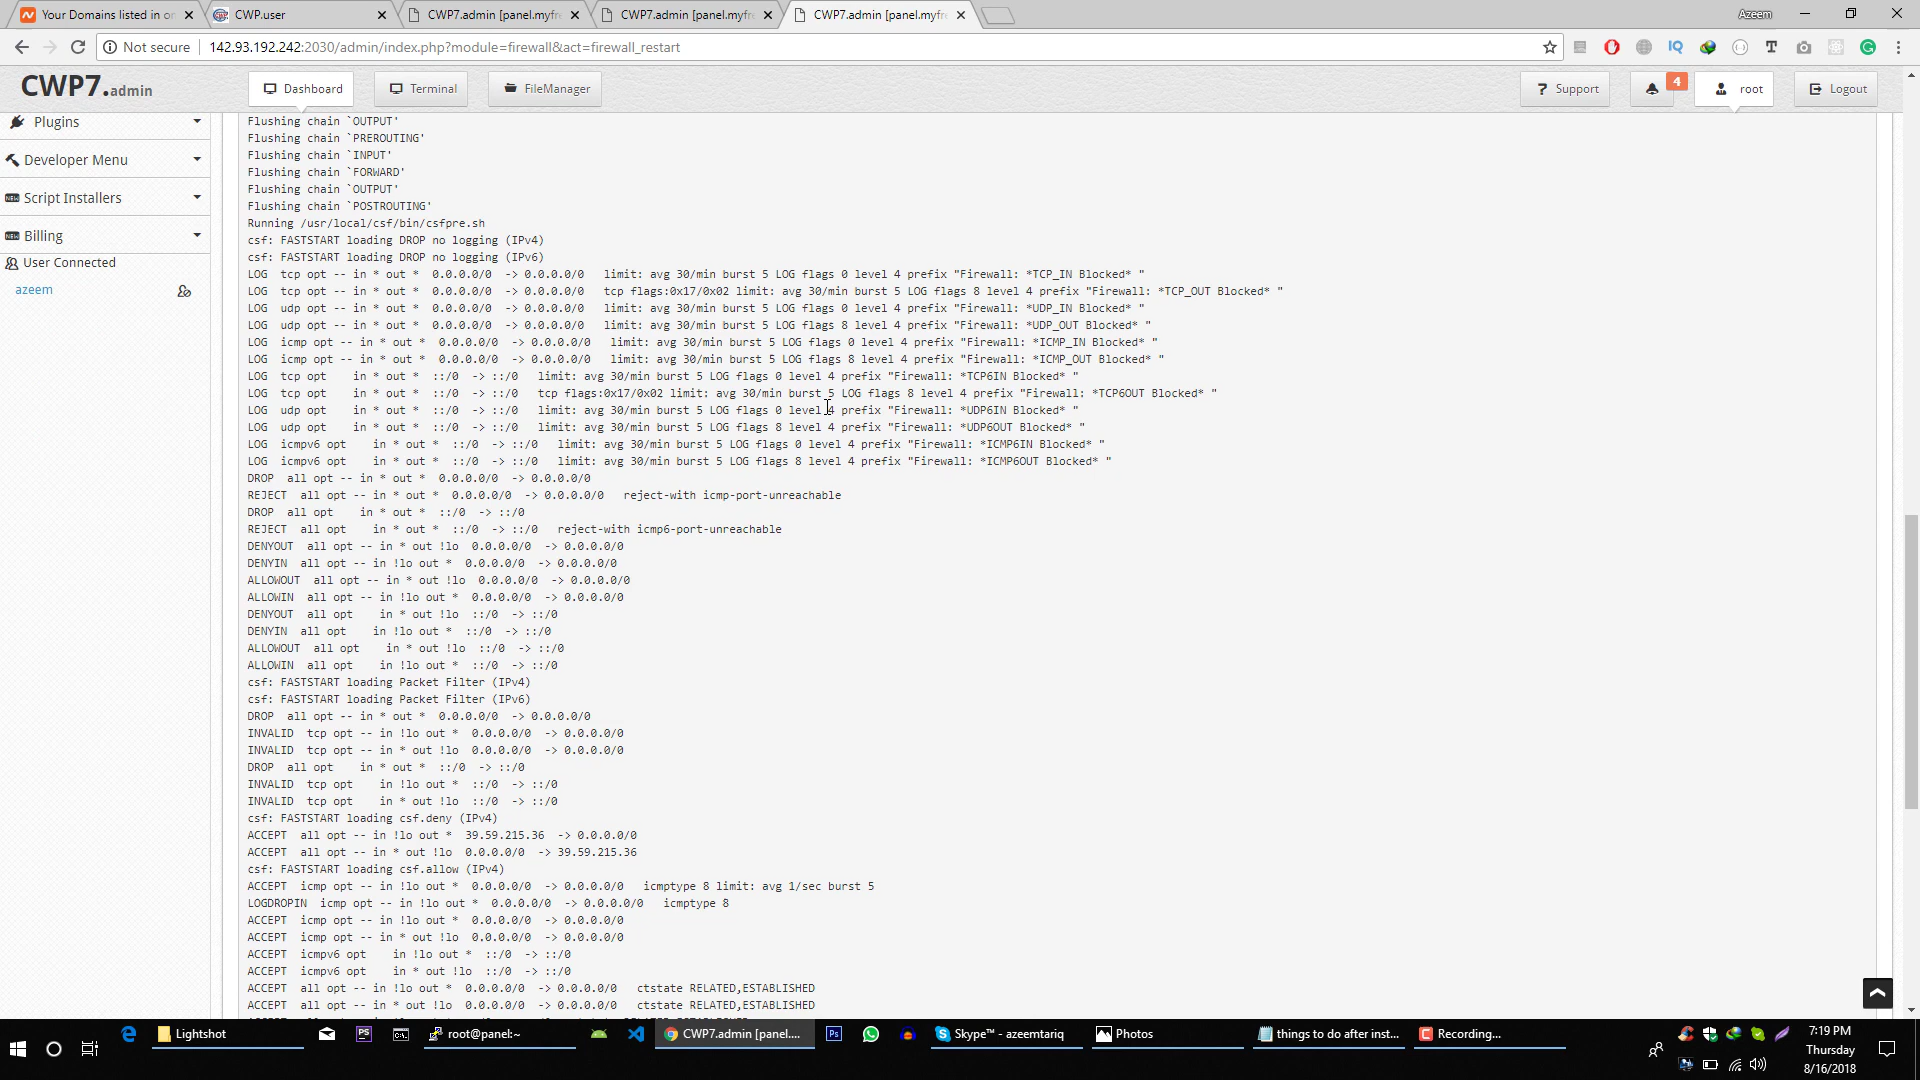 Your Domains listed in on
CWP.user
CWP7.admin [panel.myfr
CWP7.admin [panel.myfr
CWP7.admin [panel.myfr
Azeem
Not secure
142.93.192.242:2030/admin/index.php?module=firewall&act=firewall_restart
CWP7.admin
Dashboard
Terminal
FileManager
Support
4
root
Logout
Plugins
Developer Menu
Script Installers
Billing
User Connected
azeem
Flushing chain `OUTPUT'
Flushing chain `PREROUTING'
Flushing chain `INPUT'
Flushing chain `FORWARD'
Flushing chain `OUTPUT'
Flushing chain `POSTROUTING'
Running /usr/local/csf/bin/csfpre.sh
csf: FASTSTART loading DROP no logging (IPv4)
csf: FASTSTART loading DROP no logging (IPv6)
LOG  tcp opt -- in * out *  0.0.0.0/0  -> 0.0.0.0/0   limit: avg 30/min burst 5 LOG flags 0 level 4 prefix "Firewall: *TCP_IN Blocked* "
LOG  tcp opt -- in * out *  0.0.0.0/0  -> 0.0.0.0/0   tcp flags:0x17/0x02 limit: avg 30/min burst 5 LOG flags 8 level 4 prefix "Firewall: *TCP_OUT Blocked* "
LOG  udp opt -- in * out *  0.0.0.0/0  -> 0.0.0.0/0   limit: avg 30/min burst 5 LOG flags 0 level 4 prefix "Firewall: *UDP_IN Blocked* "
LOG  udp opt -- in * out *  0.0.0.0/0  -> 0.0.0.0/0   limit: avg 30/min burst 5 LOG flags 8 level 4 prefix "Firewall: *UDP_OUT Blocked* "
LOG  icmp opt -- in * out *  0.0.0.0/0  -> 0.0.0.0/0   limit: avg 30/min burst 5 LOG flags 0 level 4 prefix "Firewall: *ICMP_IN Blocked* "
LOG  icmp opt -- in * out *  0.0.0.0/0  -> 0.0.0.0/0   limit: avg 30/min burst 5 LOG flags 8 level 4 prefix "Firewall: *ICMP_OUT Blocked* "
LOG  tcp opt    in * out *  ::/0  -> ::/0   limit: avg 30/min burst 5 LOG flags 0 level 4 prefix "Firewall: *TCP6IN Blocked* "
LOG  tcp opt    in * out *  ::/0  -> ::/0   tcp flags:0x17/0x02 limit: avg 30/min burst 5 LOG flags 8 level 4 prefix "Firewall: *TCP6OUT Blocked* "
LOG  udp opt    in * out *  ::/0  -> ::/0   limit: avg 30/min burst 5 LOG flags 0 level 4 prefix "Firewall: *UDP6IN Blocked* "
LOG  udp opt    in * out *  ::/0  -> ::/0   limit: avg 30/min burst 5 LOG flags 8 level 4 prefix "Firewall: *UDP6OUT Blocked* "
LOG  icmpv6 opt    in * out *  ::/0  -> ::/0   limit: avg 30/min burst 5 LOG flags 0 level 4 prefix "Firewall: *ICMP6IN Blocked* "
LOG  icmpv6 opt    in * out *  ::/0  -> ::/0   limit: avg 30/min burst 5 LOG flags 8 level 4 prefix "Firewall: *ICMP6OUT Blocked* "
DROP  all opt -- in * out *  0.0.0.0/0  -> 0.0.0.0/0
REJECT  all opt -- in * out *  0.0.0.0/0  -> 0.0.0.0/0   reject-with icmp-port-unreachable
DROP  all opt    in * out *  ::/0  -> ::/0
REJECT  all opt    in * out *  ::/0  -> ::/0   reject-with icmp6-port-unreachable
DENYOUT  all opt -- in * out !lo  0.0.0.0/0  -> 0.0.0.0/0
DENYIN  all opt -- in !lo out *  0.0.0.0/0  -> 0.0.0.0/0
ALLOWOUT  all opt -- in * out !lo  0.0.0.0/0  -> 0.0.0.0/0
ALLOWIN  all opt -- in !lo out *  0.0.0.0/0  -> 0.0.0.0/0
DENYOUT  all opt    in * out !lo  ::/0  -> ::/0
DENYIN  all opt    in !lo out *  ::/0  -> ::/0
ALLOWOUT  all opt    in * out !lo  ::/0  -> ::/0
ALLOWIN  all opt    in !lo out *  ::/0  -> ::/0
csf: FASTSTART loading Packet Filter (IPv4)
csf: FASTSTART loading Packet Filter (IPv6)
DROP  all opt -- in * out *  0.0.0.0/0  -> 0.0.0.0/0
INVALID  tcp opt -- in !lo out *  0.0.0.0/0  -> 0.0.0.0/0
INVALID  tcp opt -- in * out !lo  0.0.0.0/0  -> 0.0.0.0/0
DROP  all opt    in * out *  ::/0  -> ::/0
INVALID  tcp opt    in !lo out *  ::/0  -> ::/0
INVALID  tcp opt    in * out !lo  ::/0  -> ::/0
csf: FASTSTART loading csf.deny (IPv4)
ACCEPT  all opt -- in !lo out *  39.59.215.36  -> 0.0.0.0/0
ACCEPT  all opt -- in * out !lo  0.0.0.0/0  -> 39.59.215.36
csf: FASTSTART loading csf.allow (IPv4)
ACCEPT  icmp opt -- in !lo out *  0.0.0.0/0  -> 0.0.0.0/0   icmptype 8 limit: avg 1/sec burst 5
LOGDROPIN  icmp opt -- in !lo out *  0.0.0.0/0  -> 0.0.0.0/0   icmptype 8
ACCEPT  icmp opt -- in !lo out *  0.0.0.0/0  -> 0.0.0.0/0
ACCEPT  icmp opt -- in * out !lo  0.0.0.0/0  -> 0.0.0.0/0
ACCEPT  icmpv6 opt    in !lo out *  ::/0  -> ::/0
ACCEPT  icmpv6 opt    in * out !lo  ::/0  -> ::/0
ACCEPT  all opt -- in !lo out *  0.0.0.0/0  -> 0.0.0.0/0   ctstate RELATED,ESTABLISHED
ACCEPT  all opt -- in * out !lo  0.0.0.0/0  -> 0.0.0.0/0   ctstate RELATED,ESTABLISHED
Lightshot
root@panel:~
CWP7.admin [panel....
Skype™ - azeemtariq
Photos
things to do after inst...
Recording...
7:19 PM
Thursday
8/16/2018